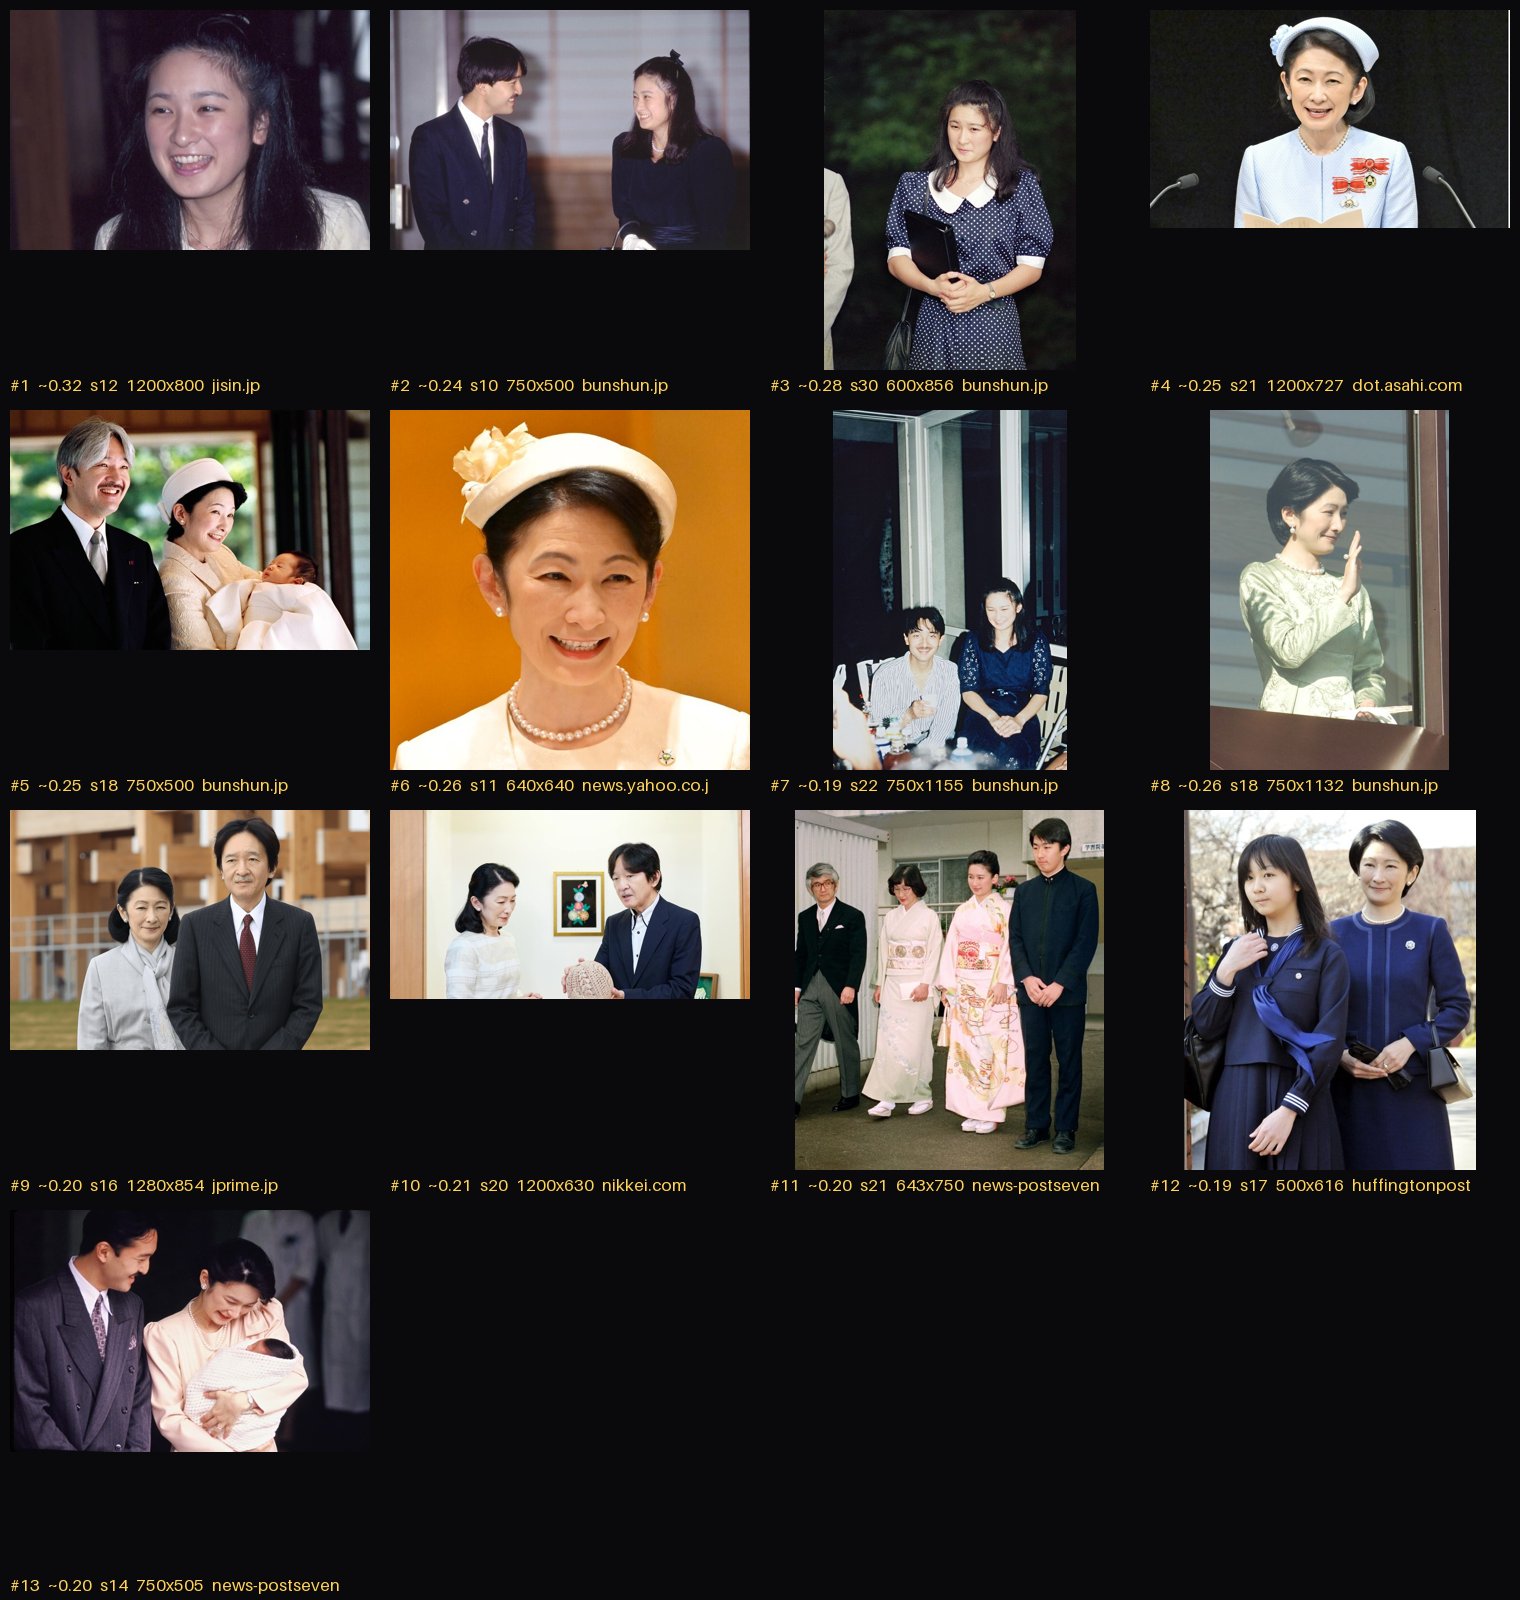 #1 ~0.32 s12 1200x800 jisin.jp
#2 ~0.24 s10 750x500 bunshun.jp
#3 ~0.28 s30 600x856 bunshun.jp
#4 ~0.25 s21 1200x727 dot.asahi.com
#5 ~0.25 s18 750x500 bunshun.jp
#6 ~0.26 s11 640x640 news.yahoo.co.j
#7 ~0.19 s22 750x1155 bunshun.jp
#8 ~0.26 s18 750x1132 bunshun.jp
#9 ~0.20 s16 1280x854 jprime.jp
#10 ~0.21 s20 1200x630 nikkei.com
#11 ~0.20 s21 643x750 news-postseven
#12 ~0.19 s17 500x616 huffingtonpost
#13 ~0.20 s14 750x505 news-postseven